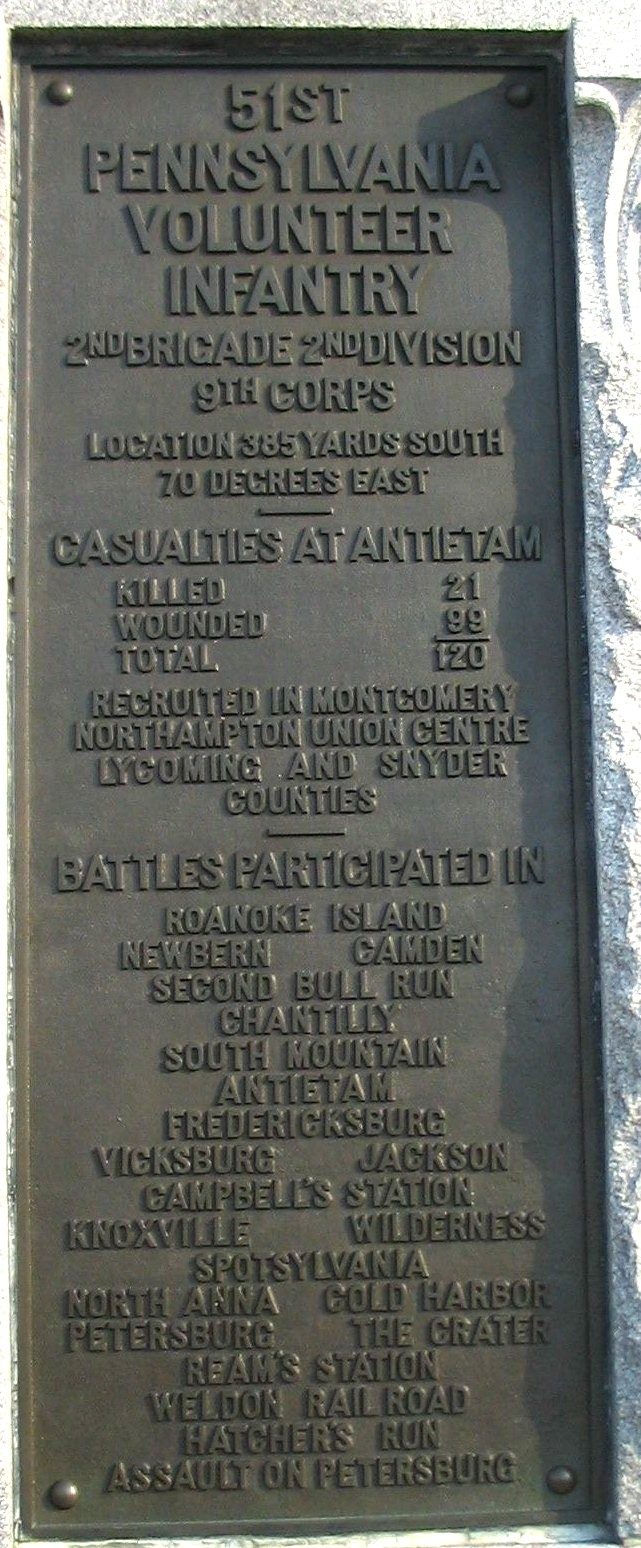 51ST
PENNSYLVANIA
VOLUNTEER
INFANTRY
2ND BRIGADE 2ND DIVISION
9TH CORPS
LOCATION 385 YARDS SOUTH
70 DEGREES EAST
CASUALTIES AT ANTIETAM
KILLED 21
WOUNDED 99
TOTAL 120
RECRUITED IN MONTGOMERY
NORTHAMPTON UNION CENTRE
LYCOMING AND SNYDER
COUNTIES
BATTLES PARTICIPATED IN
ROANOKE ISLAND
NEWBERN CAMDEN
SECOND BULL RUN
CHANTILLY
SOUTH MOUNTAIN
ANTIETAM
FREDERICKSBURG
VICKSBURG JACKSON
CAMPBELL'S STATION
KNOXVILLE WILDERNESS
SPOTSYLVANIA
NORTH ANNA COLD HARBOR
PETERSBURG THE CRATER
REAM'S STATION
WELDON RAILROAD
HATCHER'S RUN
ASSAULT ON PETERSBURG